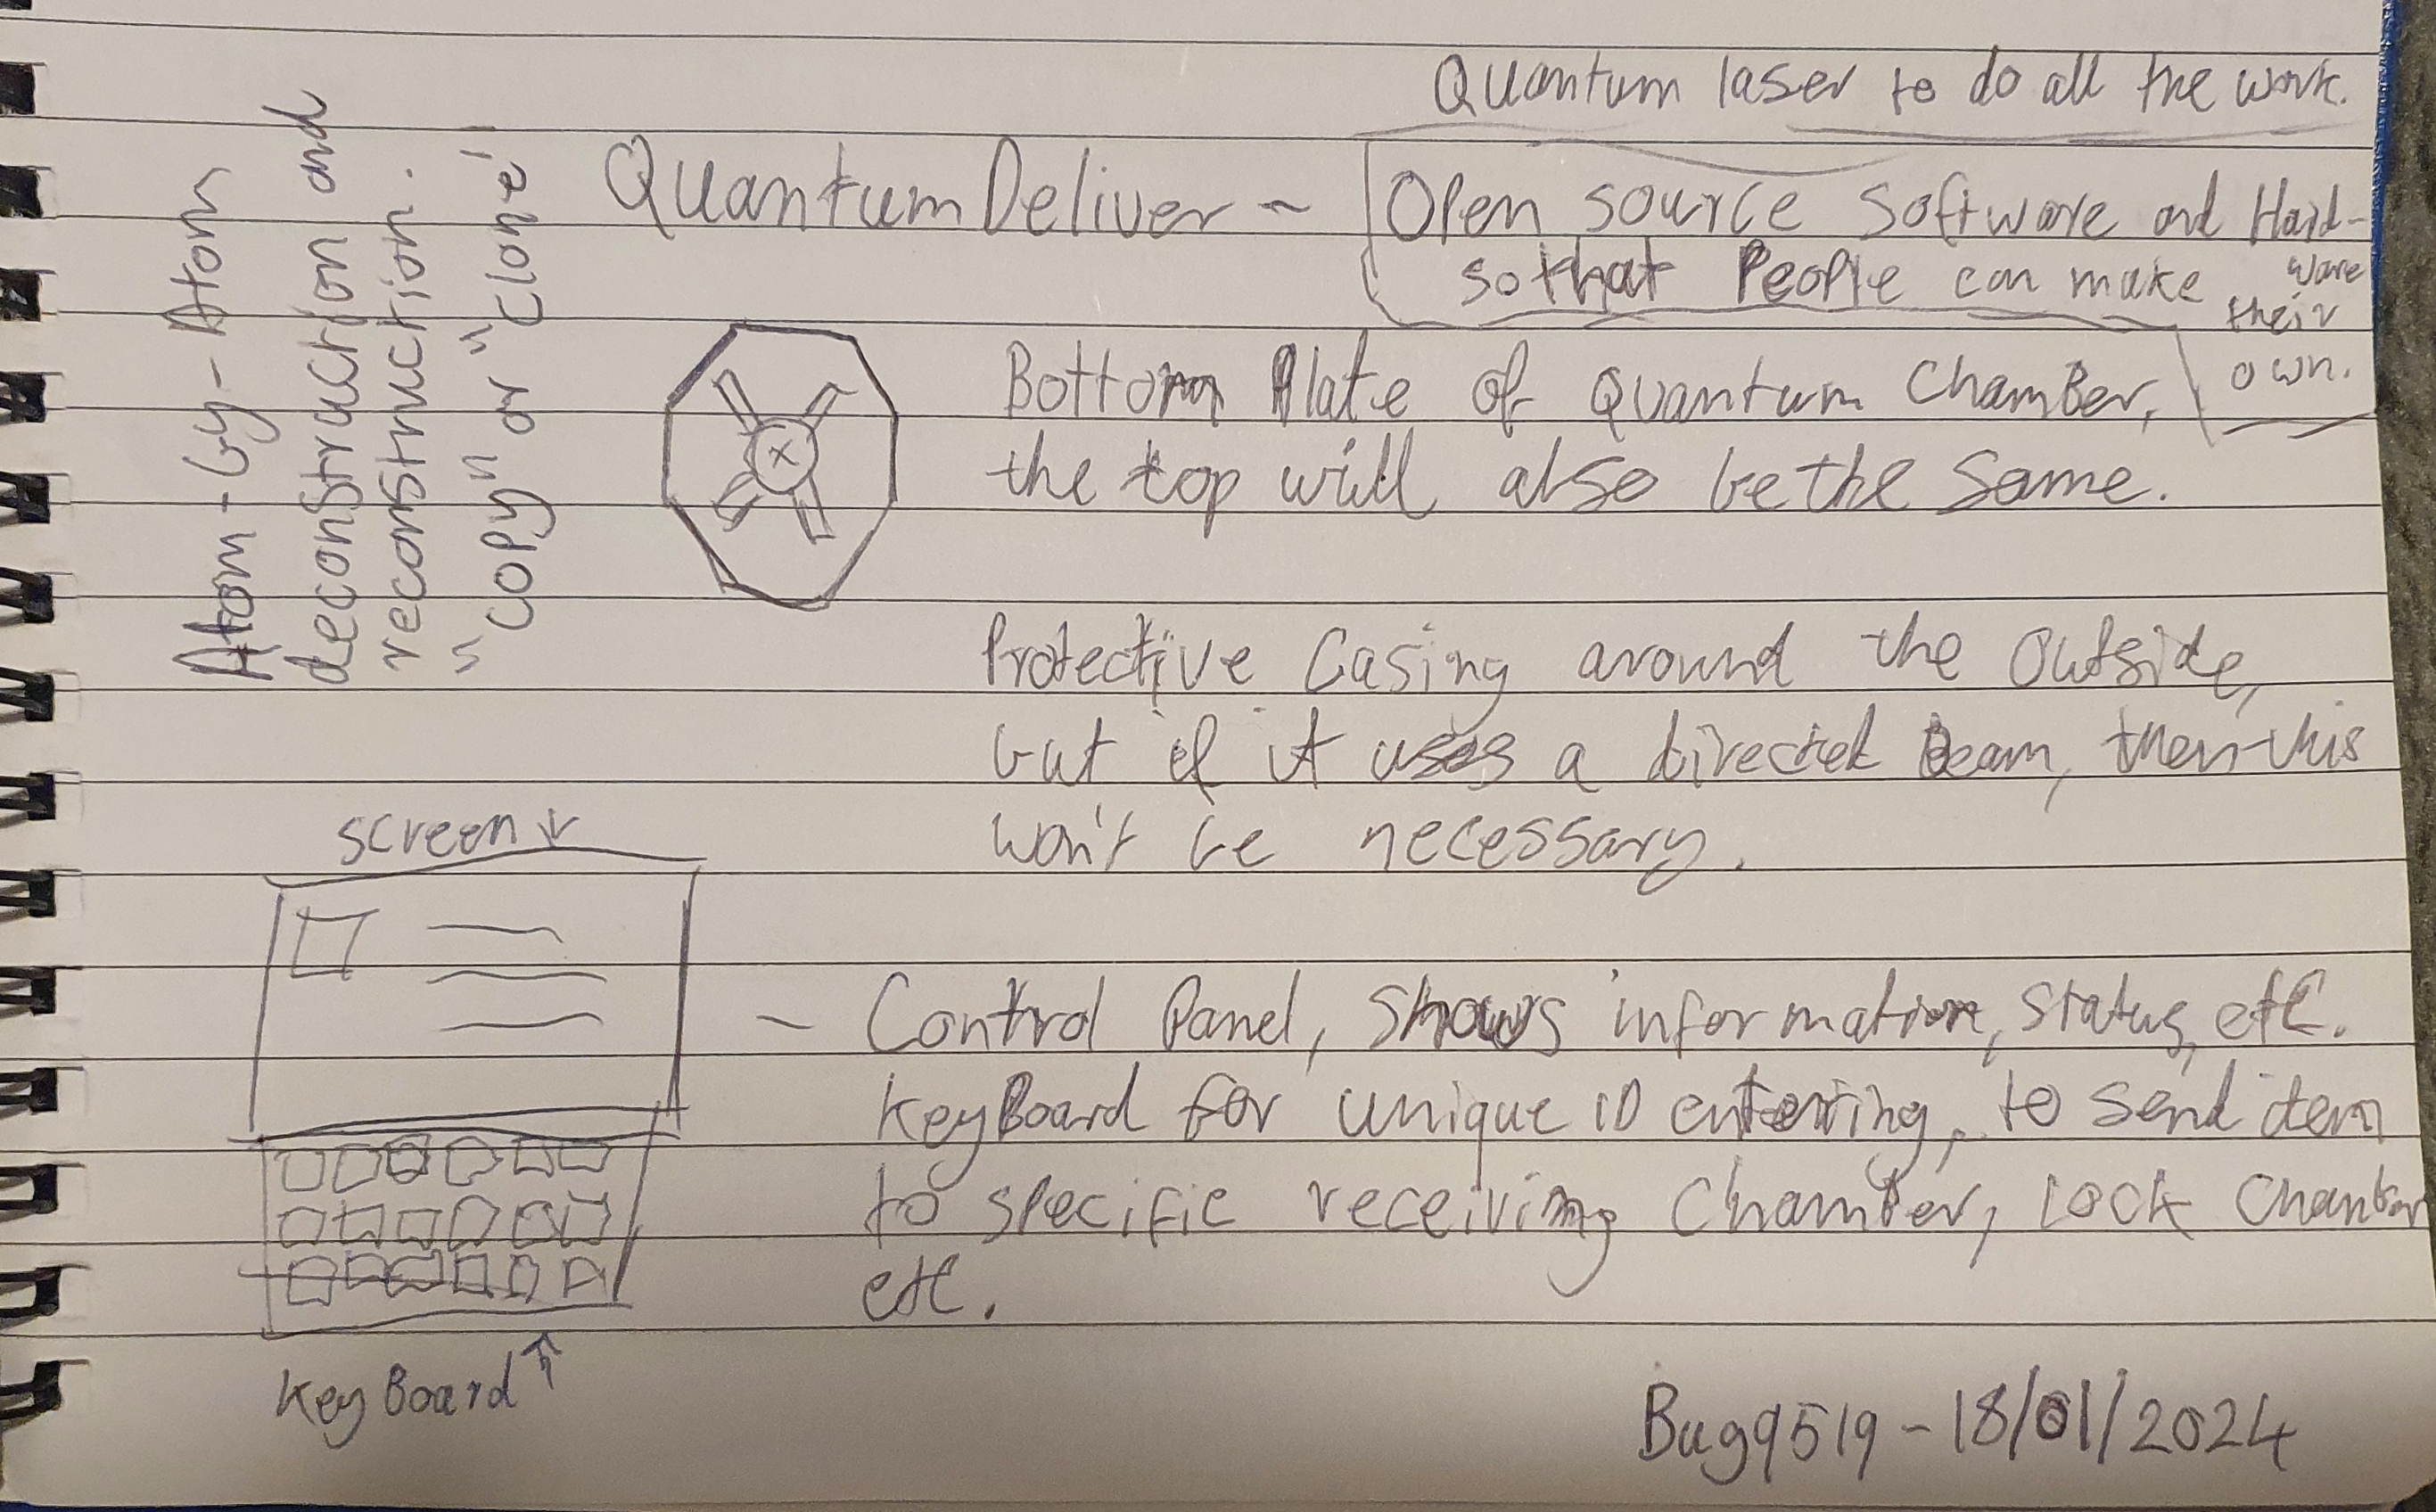 Quantum laser to do all the work.
QuantumDeliver ~ Open source software and Hard-
ware
so that People can make
their
own.
Atom-by-Atom
deconstruction and
reconstruction.
"copy" or "clone"
Bottom Plate of Quantum Chamber,
the top will also be the same.
Protective Casing around the outside,
but if it uses a directed beam, then this
won't be necessary.
screen ↓
- Control Panel, shows information, status, etc.
KeyBoard for unique ID entering, to send item
to specific receiving Chamber, lock chamber
etc.
KeyBoard ↑
Bug9519 - 18/01/2024